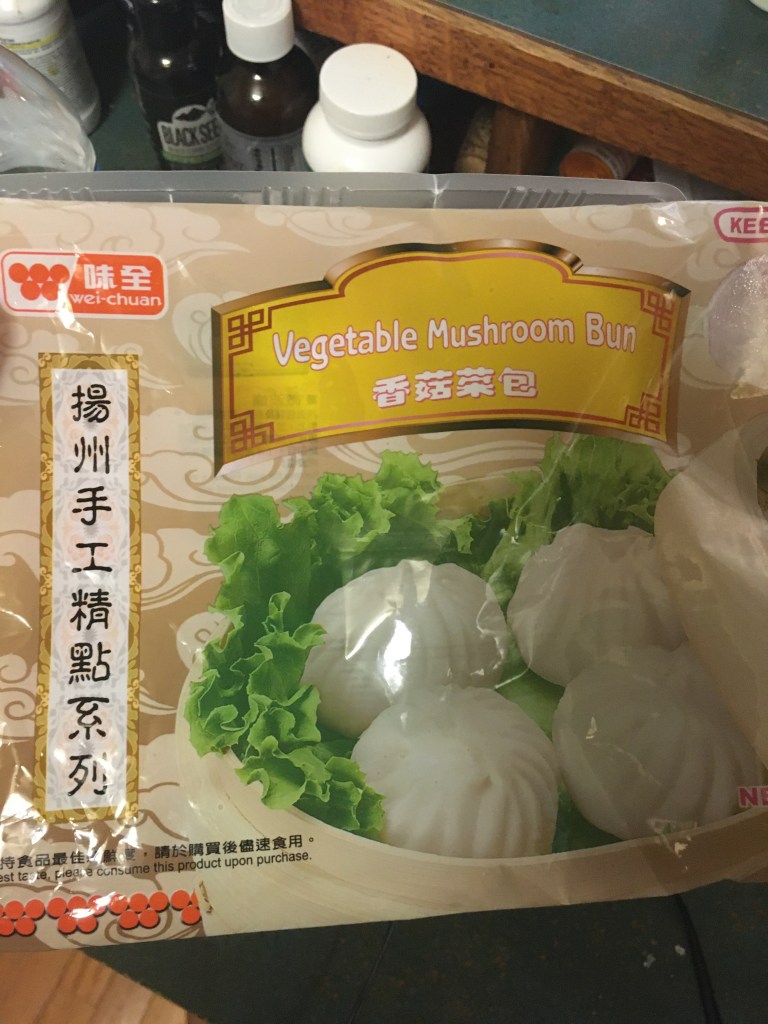 BLACK SEE
KEE
味全
wei-chuan
Vegetable Mushroom Bun
香菇菜包
揚州手工精點系列
NE
持食品最佳，請於購買後儘速食用。
est taste, please consume this product upon purchase.